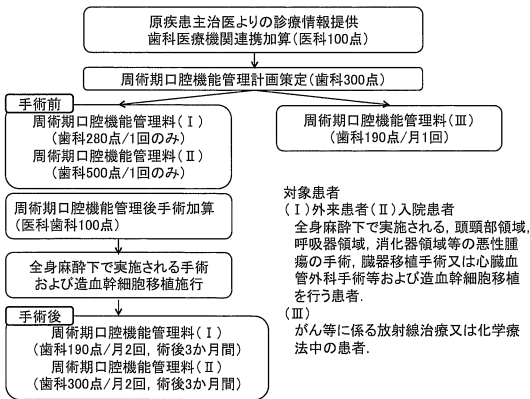 原疾患主治医よりの診療情報提供
歯科医療機関連携加算(医科100点)
周術期口腔機能管理計画策定(歯科300点)
手術前
周術期口腔機能管理料(Ⅰ)
(歯科280点/1回のみ)
周術期口腔機能管理料(Ⅱ)
(歯科500点/1回のみ)
周術期口腔機能管理料(Ⅲ)
(歯科190点/月1回)
周術期口腔機能管理後手術加算
(医科歯科100点)
全身麻酔下で実施される手術
および造血幹細胞移植施行
手術後
周術期口腔機能管理料(Ⅰ)
(歯科190点/月2回, 術後3か月間)
周術期口腔機能管理料(Ⅱ)
(歯科300点/月2回, 術後3か月間)
対象患者
(Ⅰ)外来患者(Ⅱ)入院患者
全身麻酔下で実施される, 頭頸部領域,
呼吸器領域, 消化器領域等の悪性腫
瘍の手術, 臓器移植手術又は心臓血
管外科手術等および造血幹細胞移植
を行う患者.
(Ⅲ)
がん等に係る放射線治療又は化学療
法中の患者.